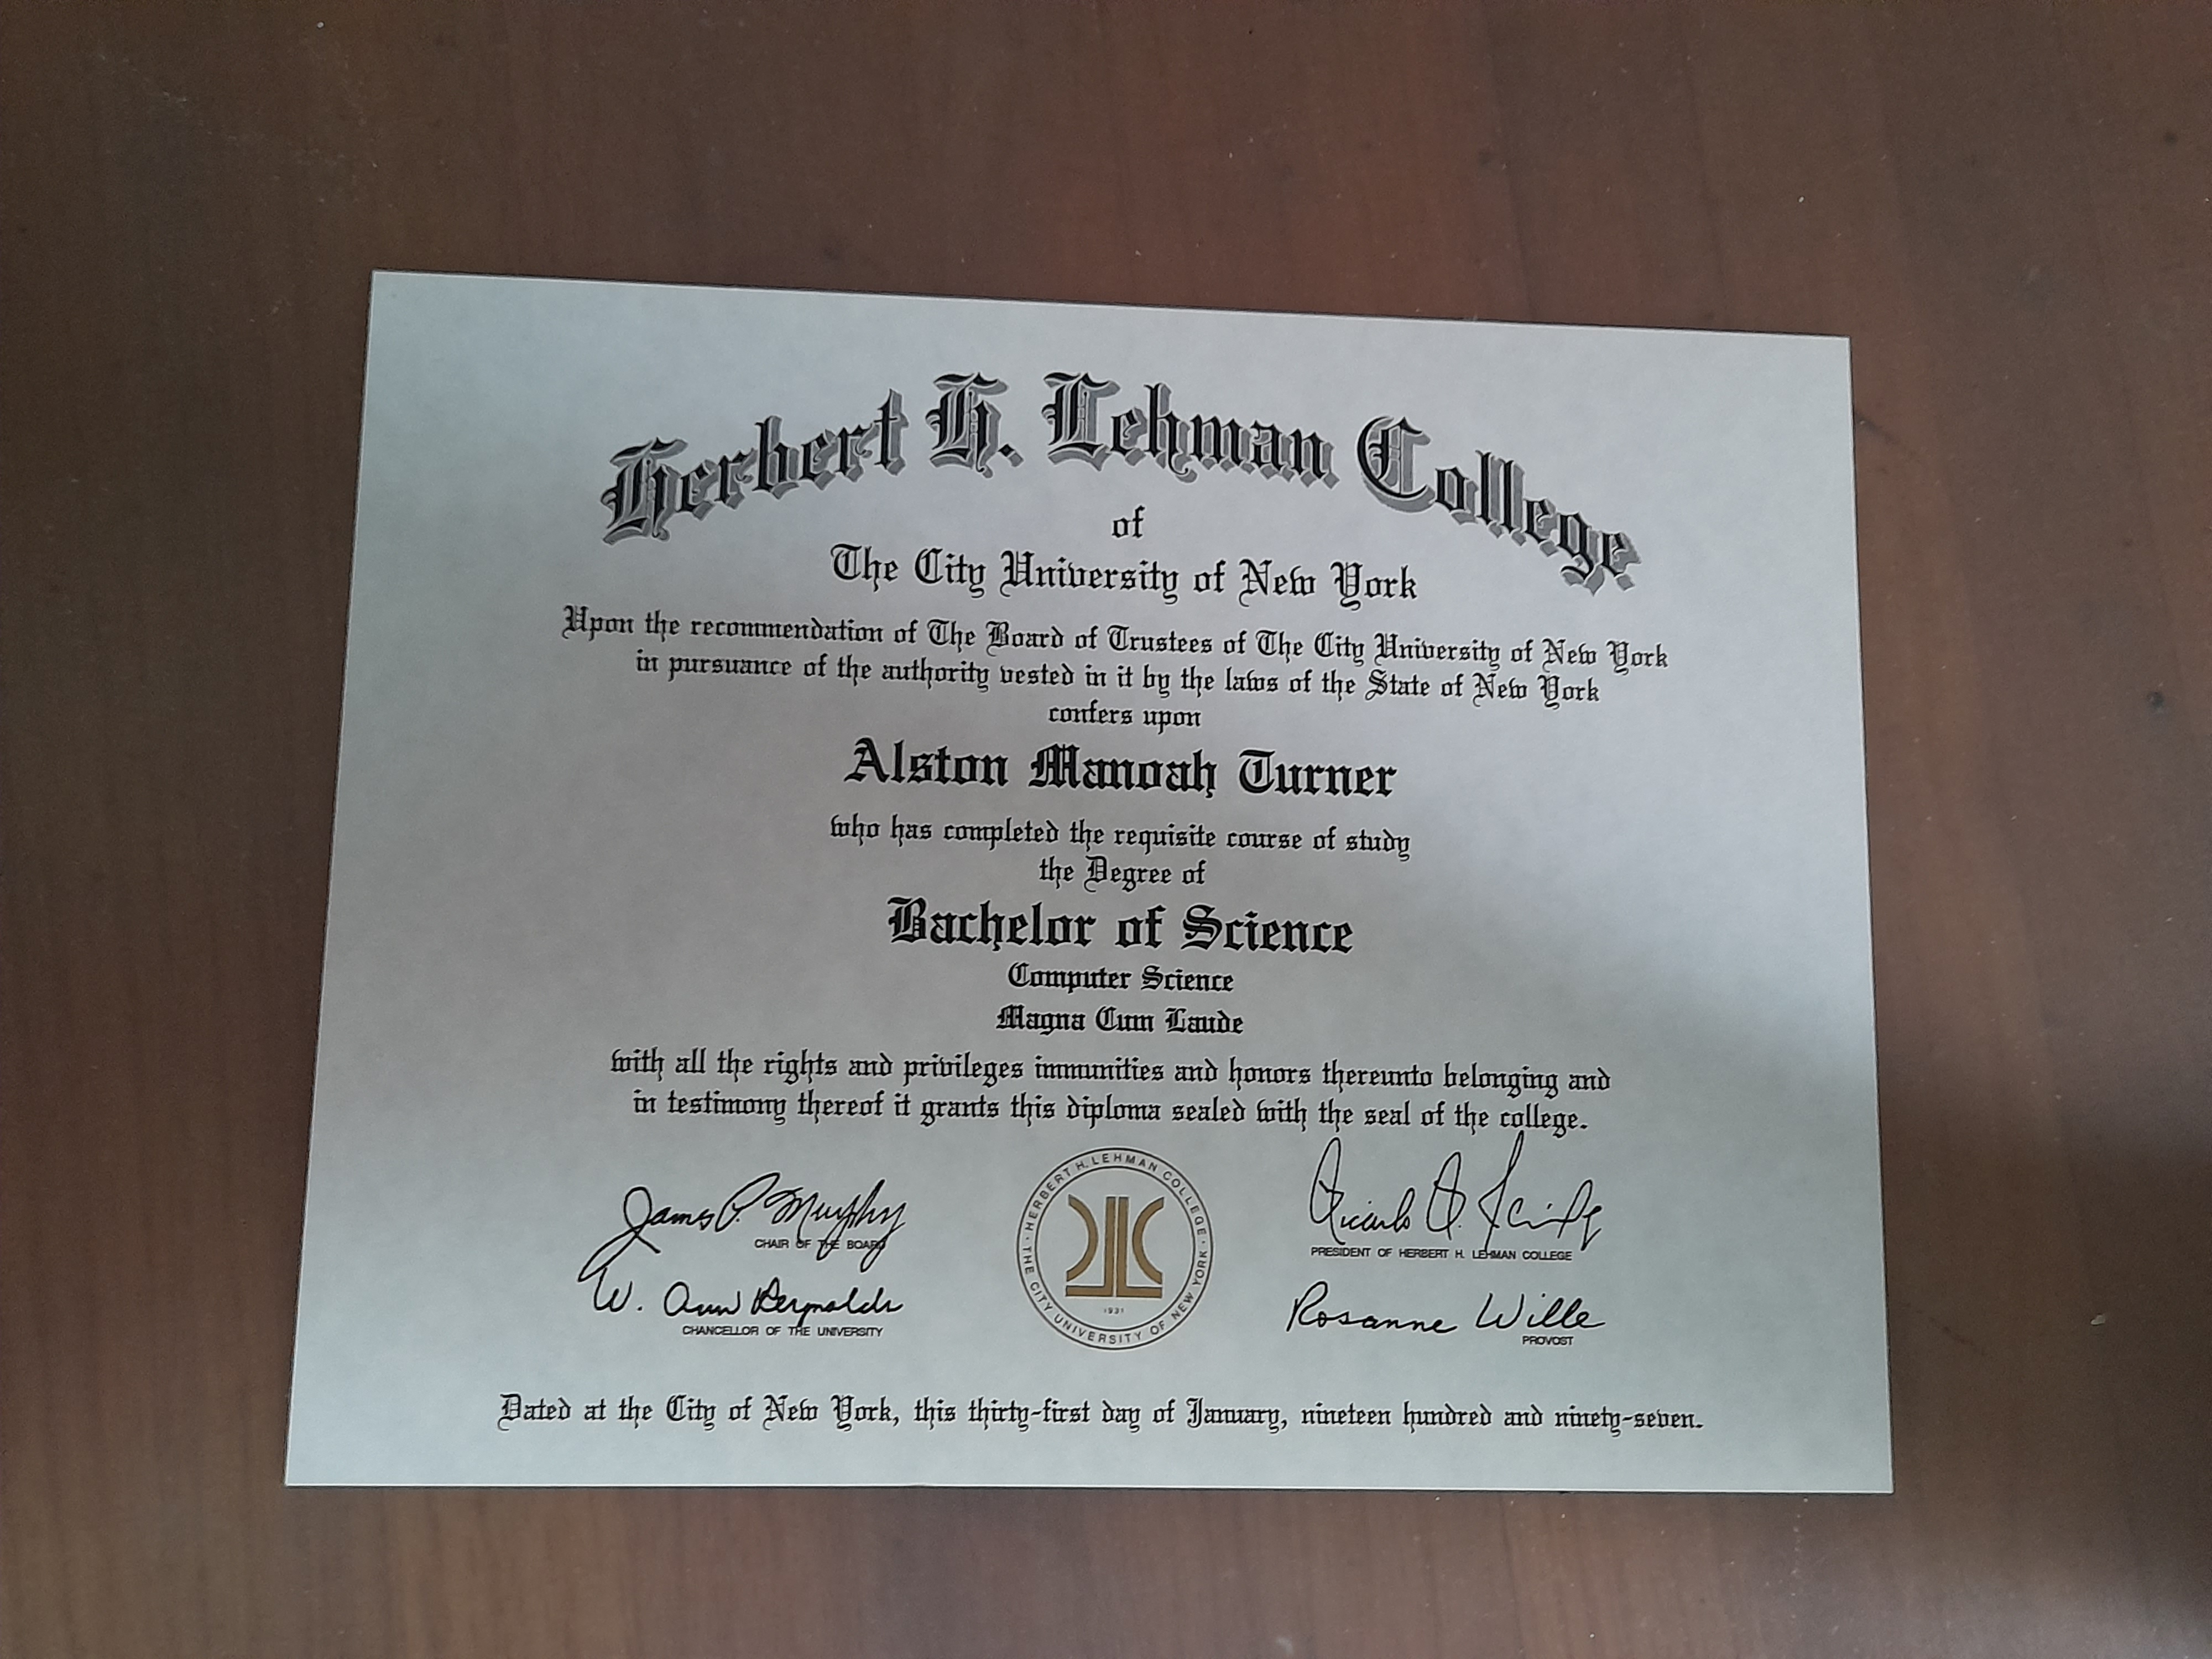 Herbert H. Lehman College
of
The City University of New York
Upon the recommendation of The Board of Trustees of The City University of New York
in pursuance of the authority vested in it by the laws of the State of New York
confers upon
Alston Manoah Turner
who has completed the requisite course of study
the Degree of
Bachelor of Science
Computer Science
Magna Cum Laude
with all the rights and privileges immunities and honors thereunto belonging and
in testimony thereof it grants this diploma sealed with the seal of the college.
James P. Murphy
CHAIR OF THE BOARD
W. Ann Reynolds
CHANCELLOR OF THE UNIVERSITY
HERBERT H. LEHMAN COLLEGE · THE CITY UNIVERSITY OF NEW YORK ·
1931
PRESIDENT OF HERBERT H. LEHMAN COLLEGE
Rosanne Wille
PROVOST
Dated at the City of New York, this thirty-first day of January, nineteen hundred and ninety-seven.